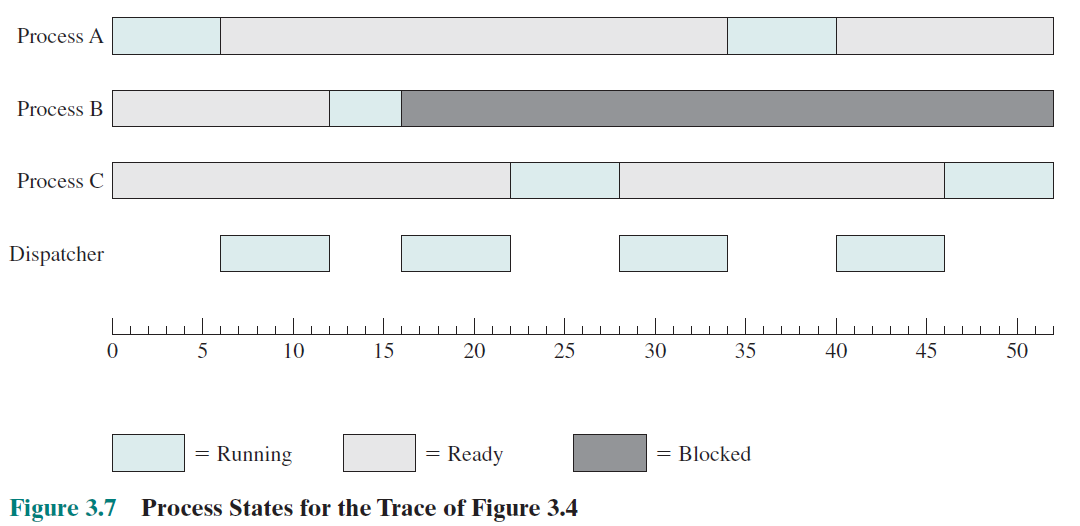 Process A
Process B
Process C
Dispatcher
0 5 10 15 20 25 30 35 40 45 50
= Running = Ready = Blocked
Figure 3.7 Process States for the Trace of Figure 3.4